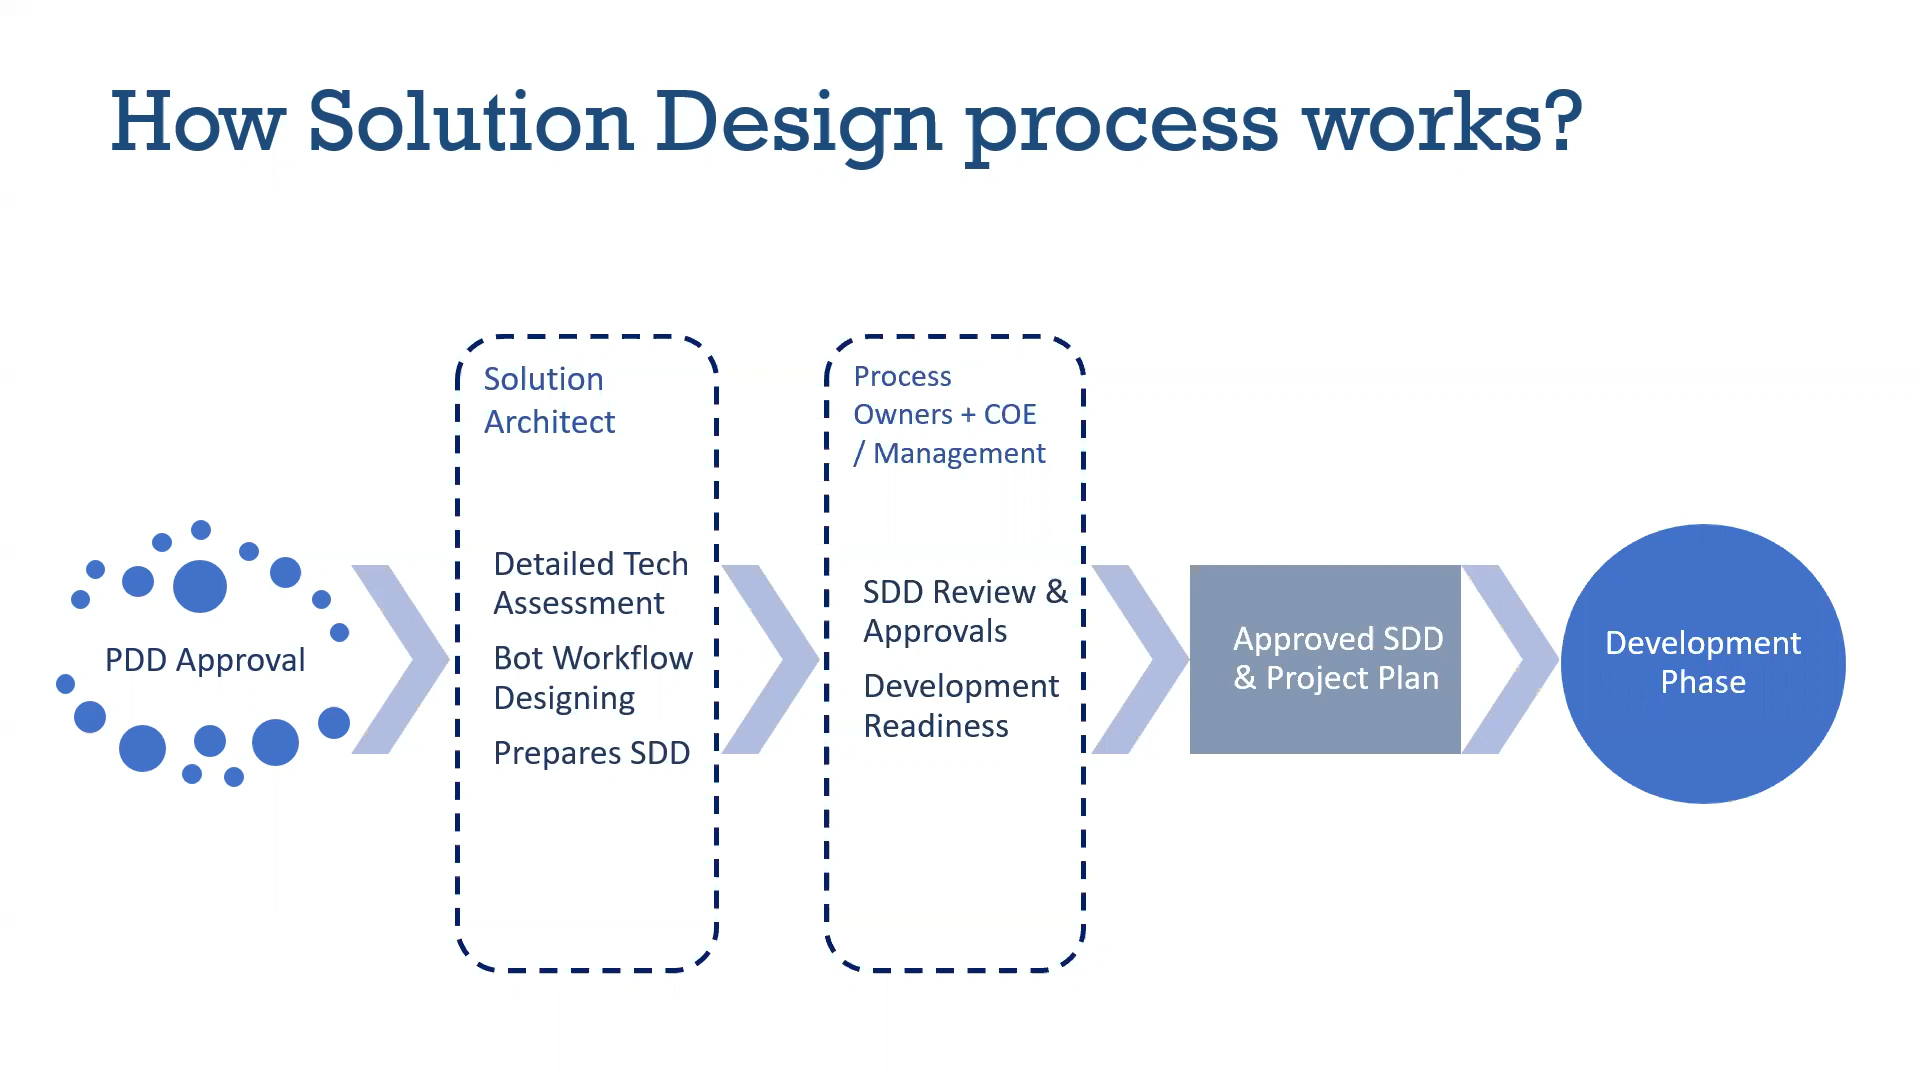 How Solution Design process works?
Solution
Architect
Process
Owners + COE
/ Management
PDD Approval
Detailed Tech
Assessment
Bot Workflow
Designing
Prepares SDD
SDD Review &
Approvals
Development
Readiness
Approved SDD
& Project Plan
Development
Phase